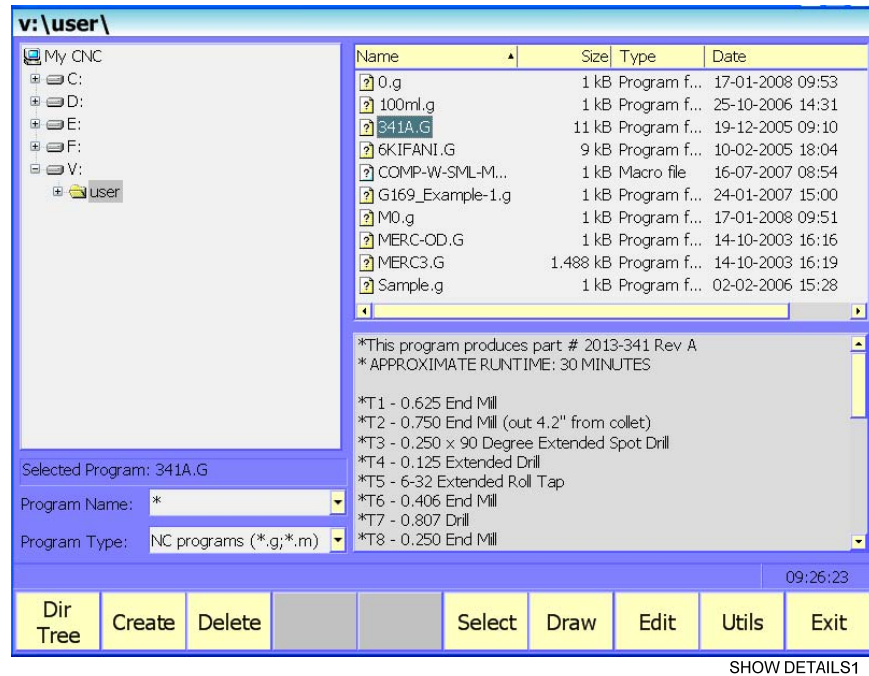 v:\user\
My CNC
C:
D:
E:
F:
V:
user
Name Size Type Date
0.g 1 kB Program f... 17-01-2008 09:53
100ml.g 1 kB Program f... 25-10-2006 14:31
341A.G 11 kB Program f... 19-12-2005 09:10
6KIFANI.G 9 kB Program f... 10-02-2005 18:04
COMP-W-SML-M... 1 kB Macro file 16-07-2007 08:54
G169_Example-1.g 1 kB Program f... 24-01-2007 15:00
M0.g 1 kB Program f... 17-01-2008 09:51
MERC-OD.G 1 kB Program f... 14-10-2003 16:16
MERC3.G 1.488 kB Program f... 14-10-2003 16:19
Sample.g 1 kB Program f... 02-02-2006 15:28
*This program produces part # 2013-341 Rev A
* APPROXIMATE RUNTIME: 30 MINUTES
*T1 - 0.625 End Mill
*T2 - 0.750 End Mill (out 4.2" from collet)
*T3 - 0.250 x 90 Degree Extended Spot Drill
*T4 - 0.125 Extended Drill
*T5 - 6-32 Extended Roll Tap
*T6 - 0.406 End Mill
*T7 - 0.807 Drill
*T8 - 0.250 End Mill
Selected Program: 341A.G
Program Name: *
Program Type: NC programs (*.g;*.m)
09:26:23
Dir Tree Create Delete Select Draw Edit Utils Exit
SHOW DETAILS1